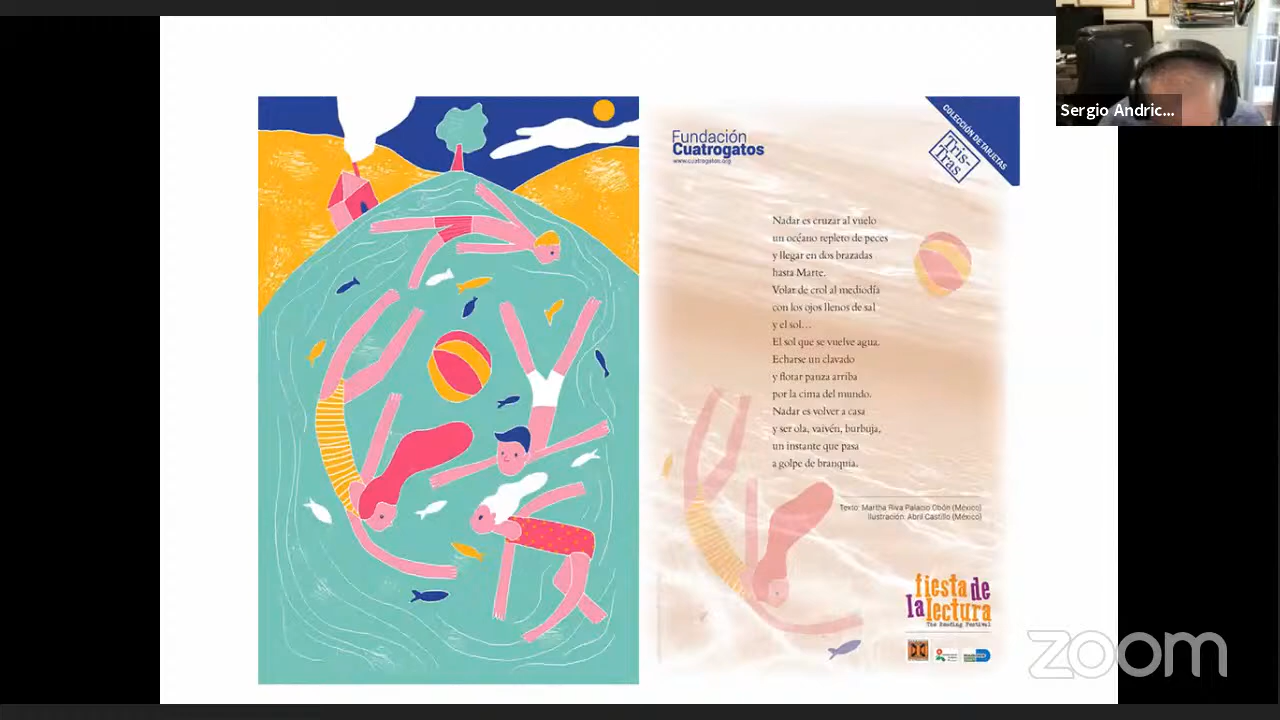 Sergio Andric...
Fundación
Cuatrogatos
www.cuatrogatos.org
COLECCIÓN DE TARJETAS
Tris-
Tras
Nadar es cruzar al vuelo
un océano repleto de peces
y llegar en dos brazadas
hasta Marte.
Volar de crol al mediodía
con los ojos llenos de sal
y el sol...
El sol que se vuelve agua.
Echarse un clavado
y flotar panza arriba
por la cima del mundo.
Nadar es volver a casa
y ser ola, vaivén, burbuja,
un instante que pasa
a golpe de branquia.
Texto: Martha Riva Palacio Obón (México)
Ilustración: Abril Castillo (México)
fiesta de
la lectura
The Reading Festival
zoom